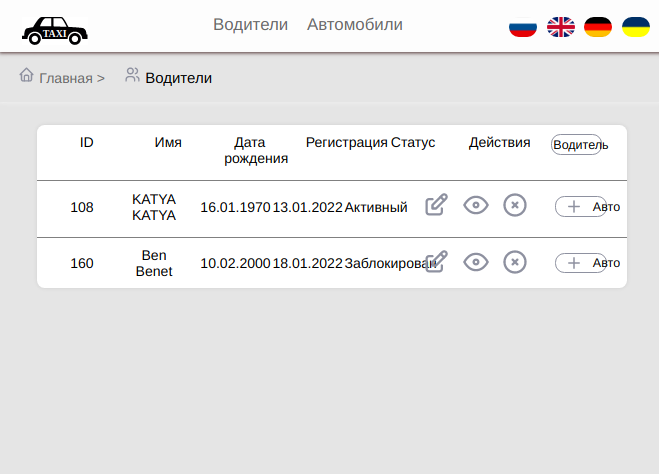 TAXI Водители Автомобили
Главная > Водители
ID Имя Дата рождения Регистрация Статус Действия Водитель
108 KATYA KATYA 16.01.1970 13.01.2022 Активный Авто
160 Ben Benet 10.02.2000 18.01.2022 Заблокирован Авто